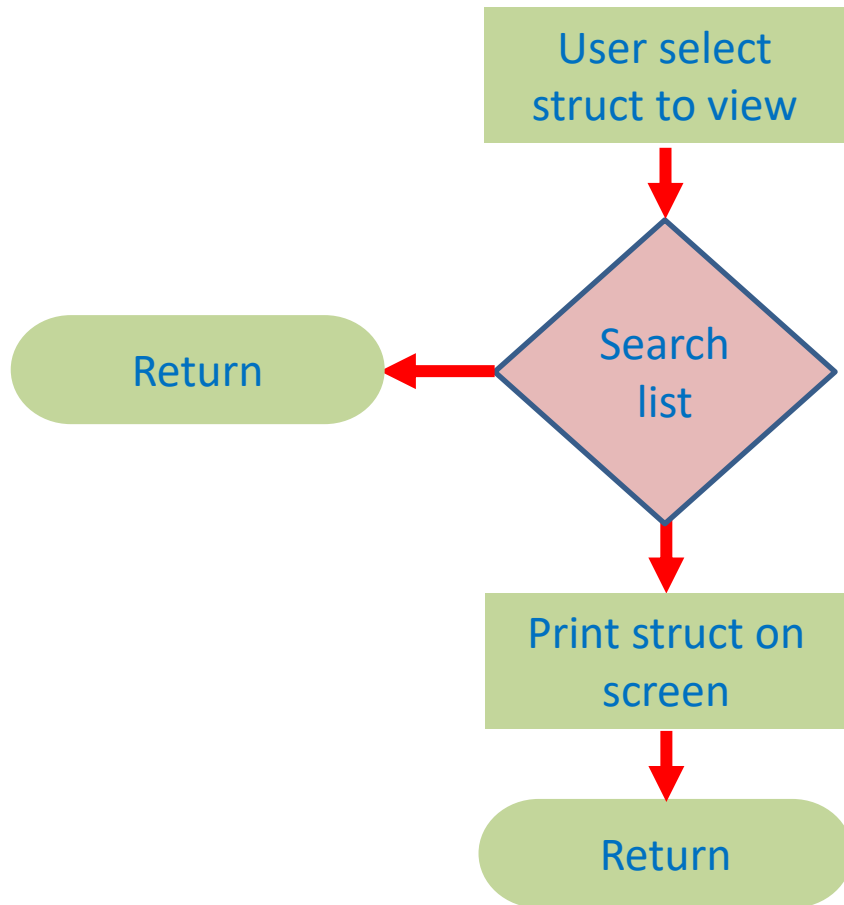 User select
struct to view
Search
list
Return
Print struct on
screen
Return